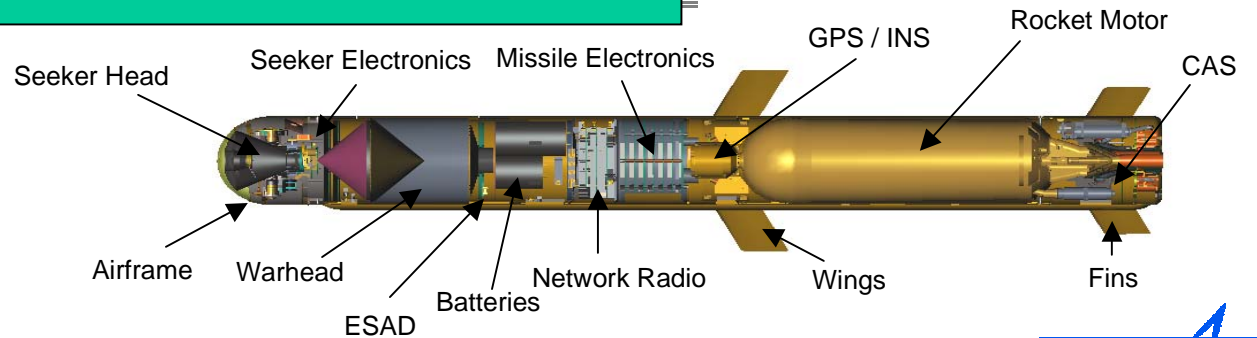 Seeker Head
Seeker Electronics
Missile Electronics
GPS / INS
Rocket Motor
CAS
Airframe
Warhead
ESAD
Batteries
Network Radio
Wings
Fins